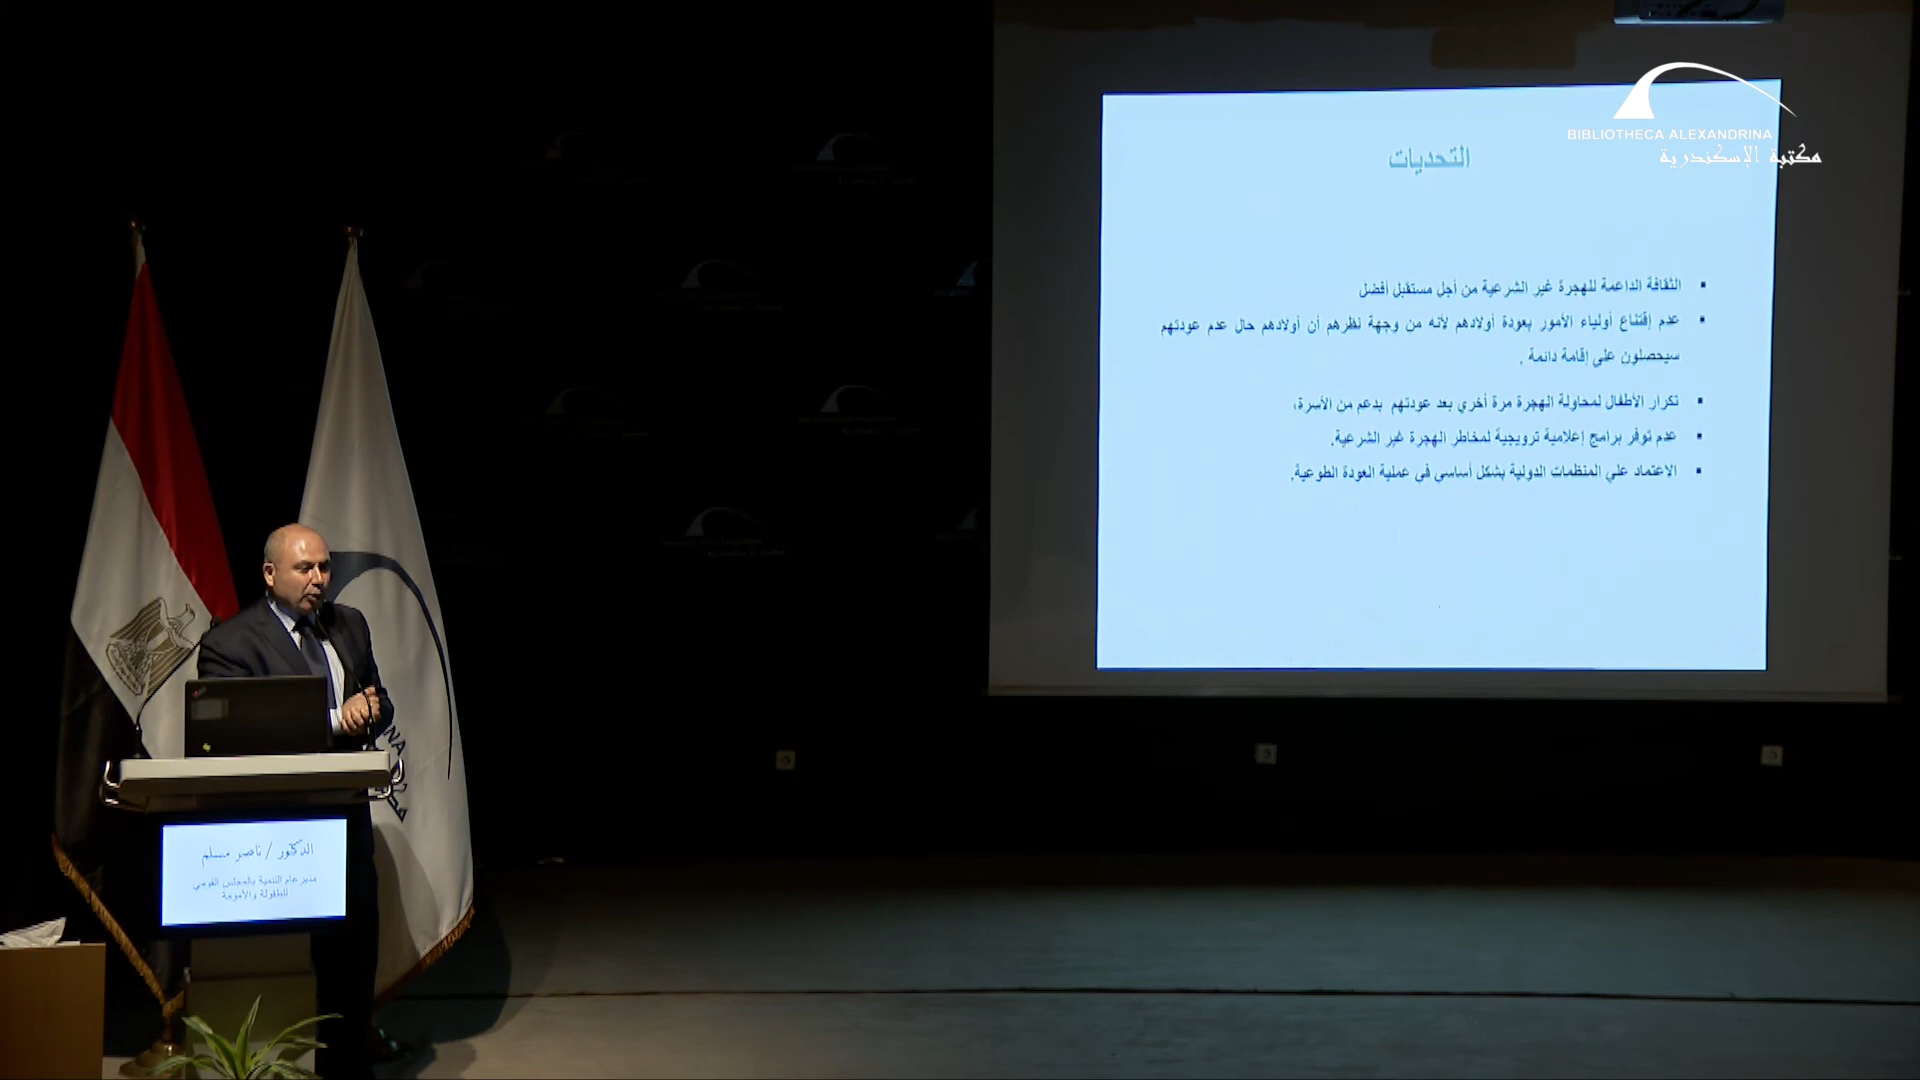 BIBLIOTHECA ALEXANDRINA
مكتبة الإسكندرية
التحديات
▪ الثقافة الداعمة للهجرة غير الشرعية من أجل مستقبل أفضل
▪ عدم إقتناع أولياء الأمور بعودة أولادهم لأنه من وجهة نظرهم أن أولادهم حال عدم عودتهم
سيحصلون علي إقامة دائمة .
▪ تكرار الأطفال لمحاولة الهجرة مرة أخري بعد عودتهم بدعم من الأسرة،
▪ عدم توفر برامج إعلامية ترويجية لمخاطر الهجرة غير الشرعية.
▪ الاعتماد علي المنظمات الدولية بشكل أساسي في عملية العودة الطوعية.
الدكتور / ناصر مسلم
مدير عام التنمية بالمجلس القومي
للطفولة والأمومة